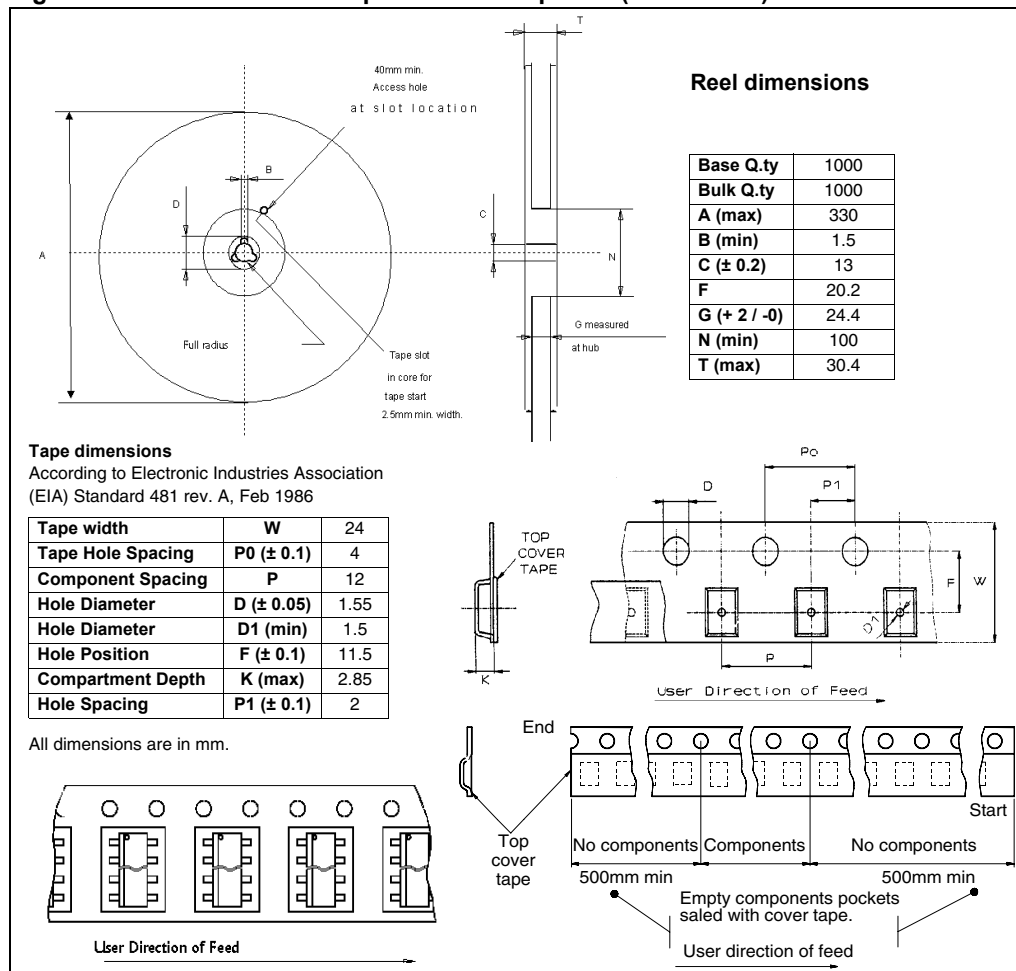 T
40mm min.
Access hole
at slot location
Reel dimensions
B
D
C
A
N
G measured
at hub
Full radius
Tape slot
in core for
tape start
2.5mm min. width.
Base Q.ty 1000
Bulk Q.ty 1000
A (max) 330
B (min) 1.5
C (± 0.2) 13
F 20.2
G (+ 2 / -0) 24.4
N (min) 100
T (max) 30.4
Tape dimensions
According to Electronic Industries Association
(EIA) Standard 481 rev. A, Feb 1986
Tape width W 24
Tape Hole Spacing P0 (± 0.1) 4
Component Spacing P 12
Hole Diameter D (± 0.05) 1.55
Hole Diameter D1 (min) 1.5
Hole Position F (± 0.1) 11.5
Compartment Depth K (max) 2.85
Hole Spacing P1 (± 0.1) 2
All dimensions are in mm.
Po
D
P1
TOP
COVER
TAPE
F
W
D1
K
P
User Direction of Feed
End
Start
Top
cover
tape
No components
Components
No components
500mm min
500mm min
Empty components pockets
saled with cover tape.
User direction of feed
User Direction of Feed